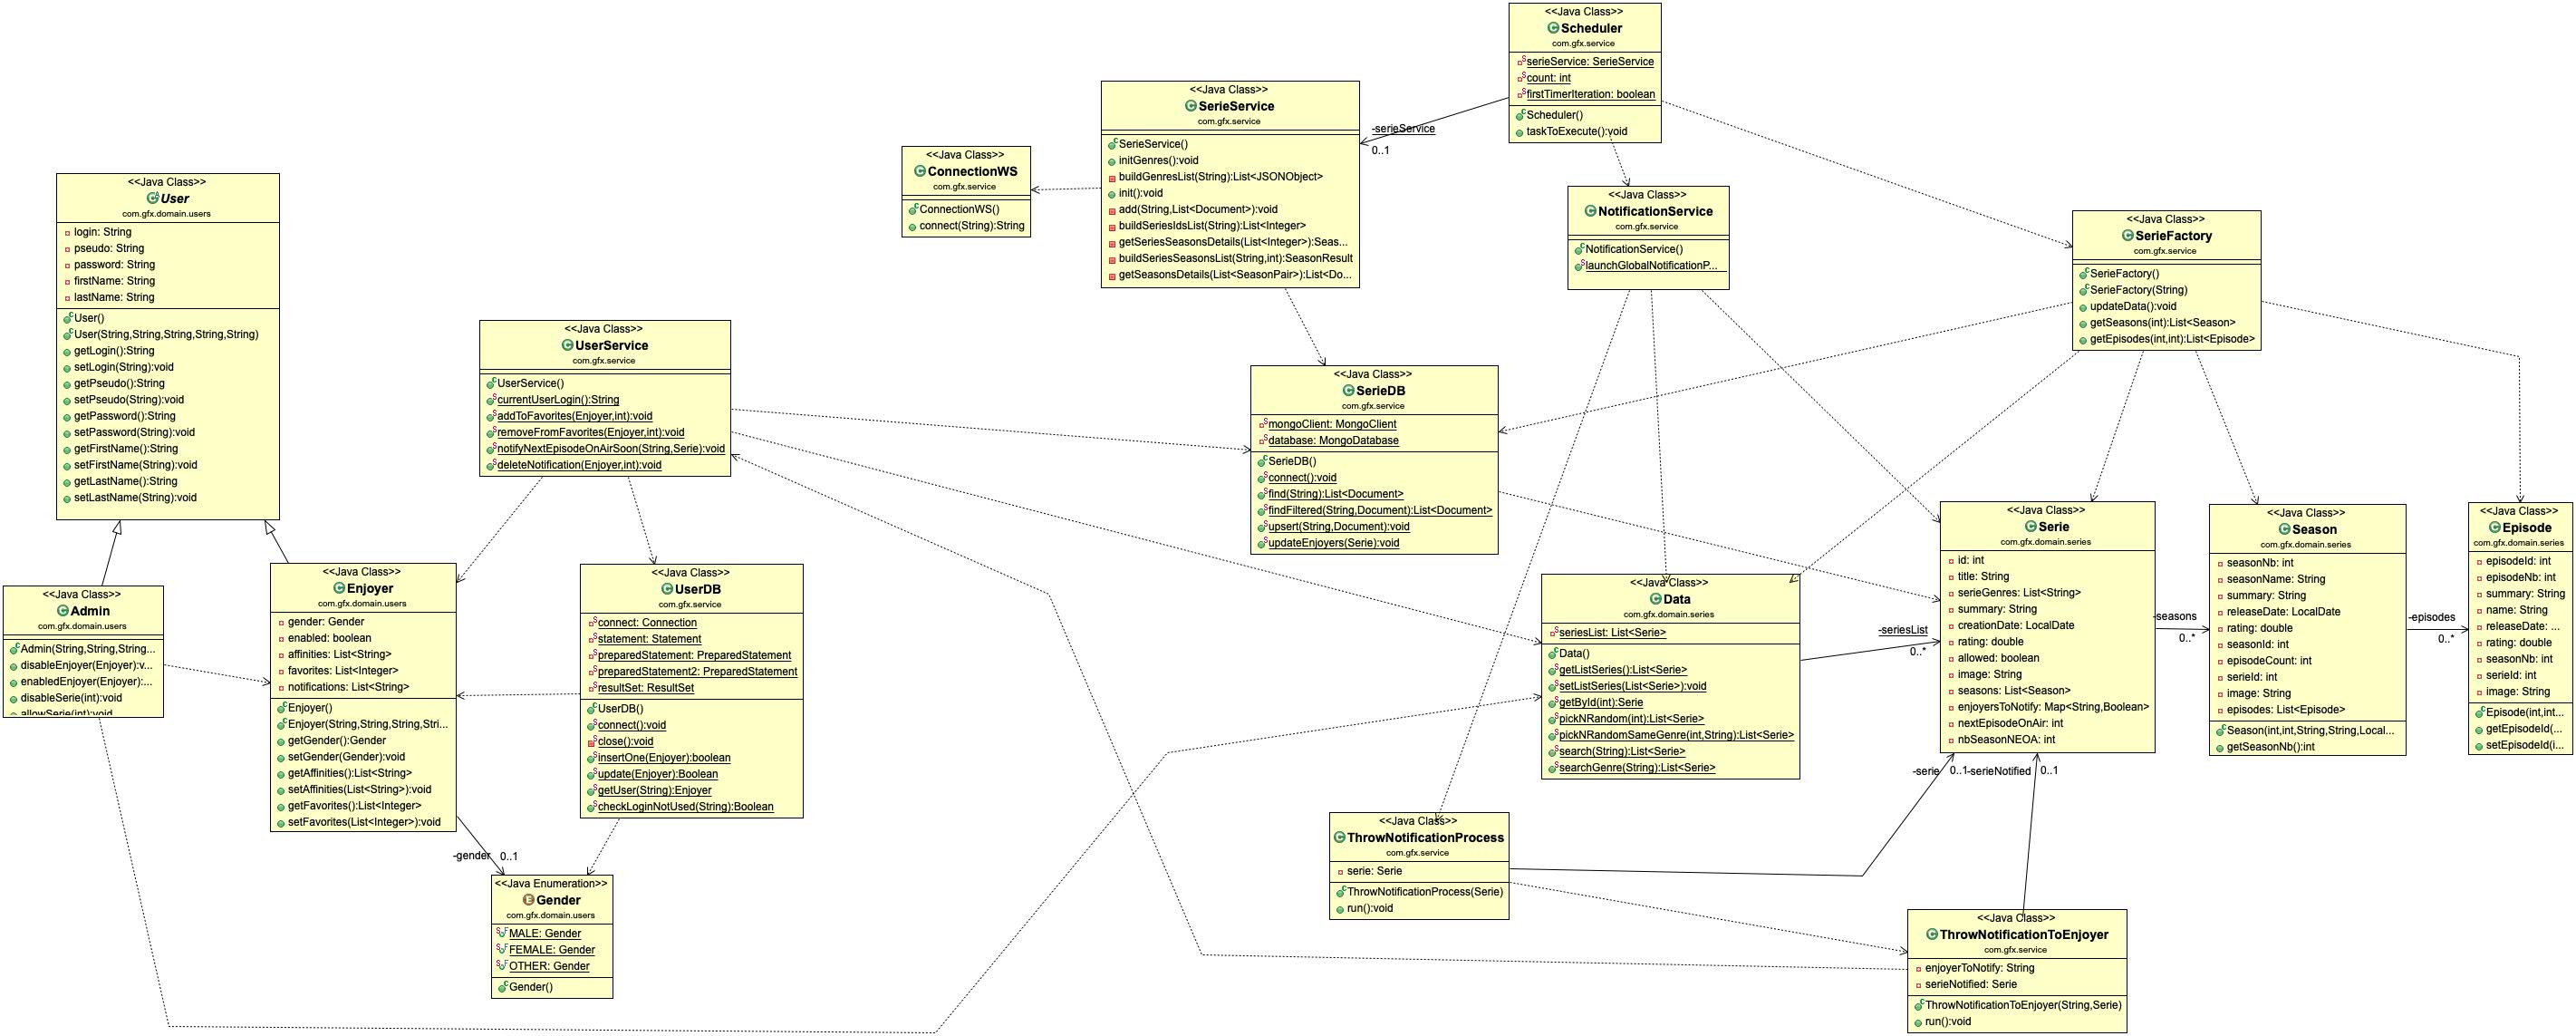 <<Java Class>>
Scheduler
com.gfx.service
serieService: SerieService
count: int
firstTimerIteration: boolean
Scheduler()
taskToExecute():void
<<Java Class>>
SerieService
com.gfx.service
SerieService()
initGenres():void
buildGenresList(String):List<JSONObject>
init():void
add(String,List<Document>):void
buildSeriesIdsList(String):List<Integer>
getSeriesSeasonsDetails(List<Integer>):Seas...
buildSeriesSeasonsList(String,int):SeasonResult
getSeasonsDetails(List<SeasonPair>):List<Do...
-serieService
0..1
<<Java Class>>
ConnectionWS
com.gfx.service
ConnectionWS()
connect(String):String
<<Java Class>>
User
com.gfx.domain.users
login: String
pseudo: String
password: String
firstName: String
lastName: String
User()
User(String,String,String,String,String)
getLogin():String
setLogin(String):void
getPseudo():String
setPseudo(String):void
getPassword():String
setPassword(String):void
getFirstName():String
setFirstName(String):void
getLastName():String
setLastName(String):void
<<Java Class>>
NotificationService
com.gfx.service
NotificationService()
launchGlobalNotificationP...
<<Java Class>>
SerieFactory
com.gfx.service
SerieFactory()
SerieFactory(String)
updateData():void
getSeasons(int):List<Season>
getEpisodes(int,int):List<Episode>
<<Java Class>>
UserService
com.gfx.service
UserService()
currentUserLogin():String
addToFavorites(Enjoyer,int):void
removeFromFavorites(Enjoyer,int):void
notifyNextEpisodeOnAirSoon(String,Serie):void
deleteNotification(Enjoyer,int):void
<<Java Class>>
SerieDB
com.gfx.service
mongoClient: MongoClient
database: MongoDatabase
SerieDB()
connect():void
find(String):List<Document>
findFiltered(String,Document):List<Document>
upsert(String,Document):void
updateEnjoyers(Serie):void
<<Java Class>>
Serie
com.gfx.domain.series
id: int
title: String
serieGenres: List<String>
summary: String
creationDate: LocalDate
rating: double
allowed: boolean
image: String
seasons: List<Season>
enjoyersToNotify: Map<String,Boolean>
nextEpisodeOnAir: int
nbSeasonNEOA: int
-seasons
0..*
<<Java Class>>
Season
com.gfx.domain.series
seasonNb: int
seasonName: String
summary: String
releaseDate: LocalDate
rating: double
seasonId: int
episodeCount: int
serieId: int
image: String
episodes: List<Episode>
Season(int,int,String,String,Local...
getSeasonNb():int
-episodes
0..*
<<Java Class>>
Episode
com.gfx.domain.series
episodeId: int
episodeNb: int
summary: String
name: String
releaseDate: ...
rating: double
seasonNb: int
serieId: int
image: String
Episode(int,int...
getEpisodeId(...
setEpisodeId(i...
<<Java Class>>
Admin
com.gfx.domain.users
Admin(String,String,String...
disableEnjoyer(Enjoyer):v...
enabledEnjoyer(Enjoyer):...
disableSerie(int):void
allowSerie(int):void
<<Java Class>>
Enjoyer
com.gfx.domain.users
gender: Gender
enabled: boolean
affinities: List<String>
favorites: List<Integer>
notifications: List<String>
Enjoyer()
Enjoyer(String,String,String,Stri...
getGender():Gender
setGender(Gender):void
getAffinities():List<String>
setAffinities(List<String>):void
getFavorites():List<Integer>
setFavorites(List<Integer>):void
-gender
0..1
<<Java Class>>
UserDB
com.gfx.service
connect: Connection
statement: Statement
preparedStatement: PreparedStatement
preparedStatement2: PreparedStatement
resultSet: ResultSet
UserDB()
connect():void
close():void
insertOne(Enjoyer):boolean
update(Enjoyer):Boolean
getUser(String):Enjoyer
checkLoginNotUsed(String):Boolean
<<Java Class>>
Data
com.gfx.domain.series
seriesList: List<Serie>
Data()
getListSeries():List<Serie>
setListSeries(List<Serie>):void
getById(int):Serie
pickNRandom(int):List<Serie>
pickNRandomSameGenre(int,String):List<Serie>
search(String):List<Serie>
searchGenre(String):List<Serie>
-seriesList
0..*
-serie
0..1
-serieNotified
0..1
<<Java Class>>
ThrowNotificationProcess
com.gfx.service
serie: Serie
ThrowNotificationProcess(Serie)
run():void
<<Java Enumeration>>
Gender
com.gfx.domain.users
MALE: Gender
FEMALE: Gender
OTHER: Gender
Gender()
<<Java Class>>
ThrowNotificationToEnjoyer
com.gfx.service
enjoyerToNotify: String
serieNotified: Serie
ThrowNotificationToEnjoyer(String,Serie)
run():void